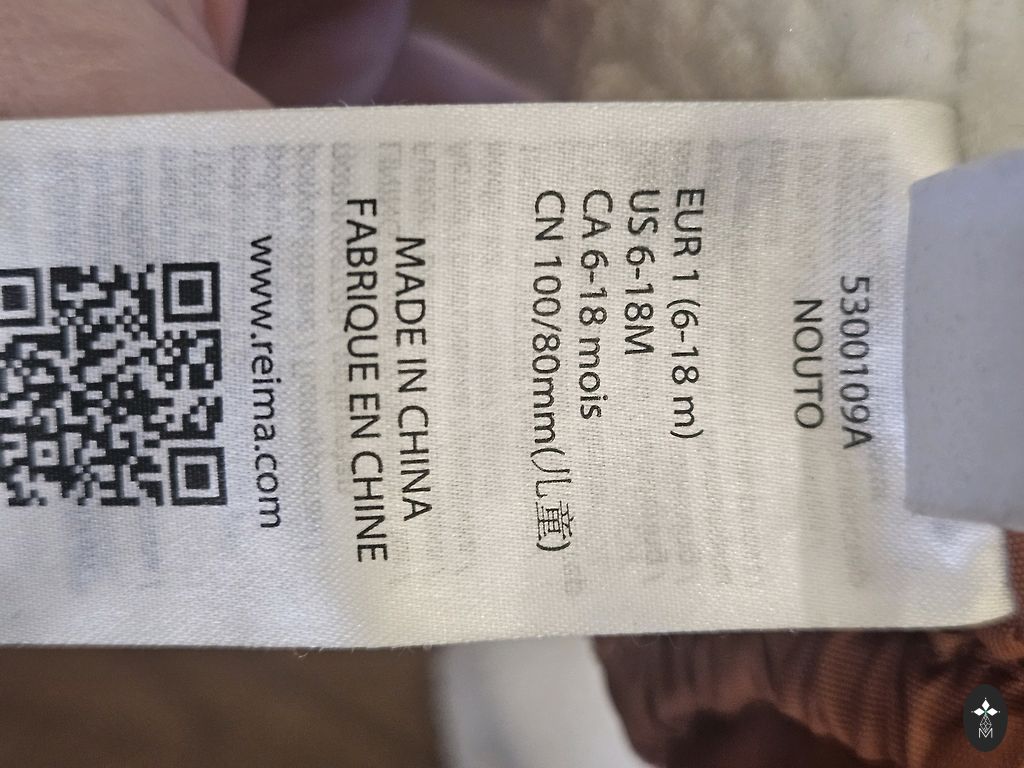 5300109A
NOUTO
EUR 1 (6-18 m)
US 6-18M
CA 6-18 mois
CN 100/80mm(儿童)
MADE IN CHINA
FABRIQUE EN CHINE
www.reima.com
M